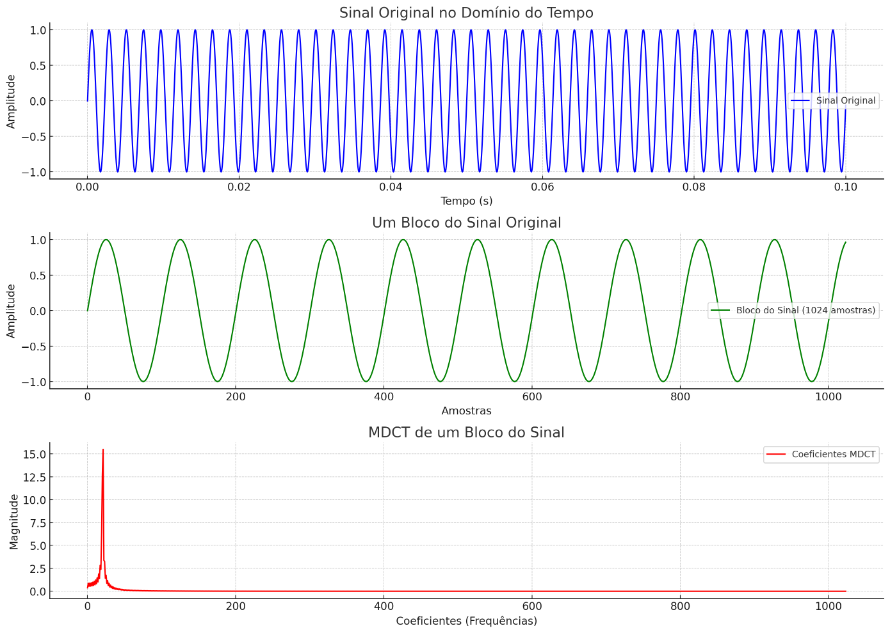 Sinal Original no Domínio do Tempo
1.0
0.5
0.0
−0.5
−1.0
Amplitude
Sinal Original
0.00
0.02
0.04
0.06
0.08
0.10
Tempo (s)
Um Bloco do Sinal Original
1.0
0.5
0.0
−0.5
−1.0
Amplitude
Bloco do Sinal (1024 amostras)
0
200
400
600
800
1000
Amostras
MDCT de um Bloco do Sinal
15.0
12.5
10.0
7.5
5.0
2.5
0.0
Magnitude
Coeficientes MDCT
0
200
400
600
800
1000
Coeficientes (Frequências)